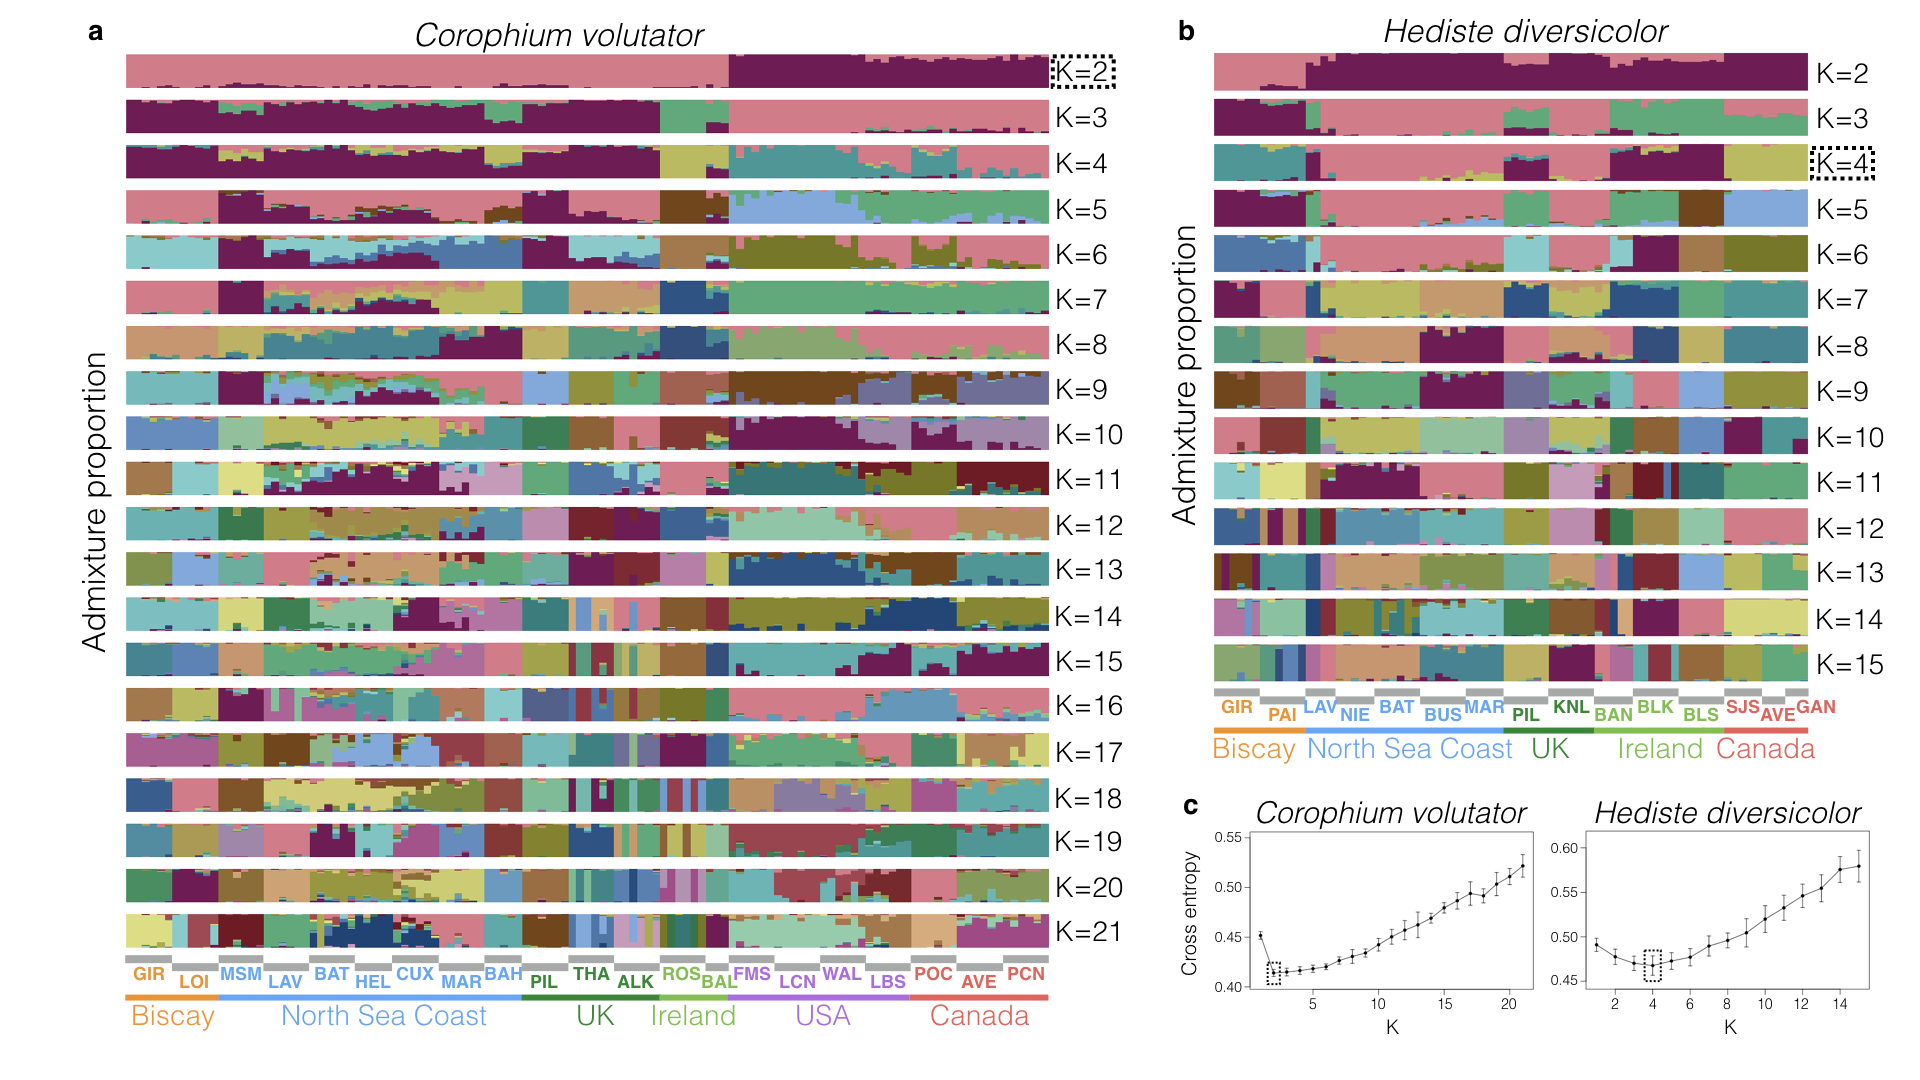 a
Corophium volutator
K=2
K=3
K=4
K=5
K=6
K=7
K=8
K=9
K=10
K=11
K=12
K=13
K=14
K=15
K=16
K=17
K=18
K=19
K=20
K=21
Admixture proportion
GIR LOI MSM LAV BAT HEL CUX MAR BAH PIL THA ALK ROS BAL FMS LCN WAL LBS POC AVE PCN
Biscay North Sea Coast UK Ireland USA Canada
b
Hediste diversicolor
K=2
K=3
K=4
K=5
K=6
K=7
K=8
K=9
K=10
K=11
K=12
K=13
K=14
K=15
Admixture proportion
GIR PAI LAV NIE BAT BUS MAR PIL KNL BAN BLK BLS SJS AVE GAN
Biscay North Sea Coast UK Ireland Canada
c
Corophium volutator
Cross entropy
0.55
0.50
0.45
0.40
5 10 15 20
K
Hediste diversicolor
0.60
0.55
0.50
0.45
2 4 6 8 10 12 14
K